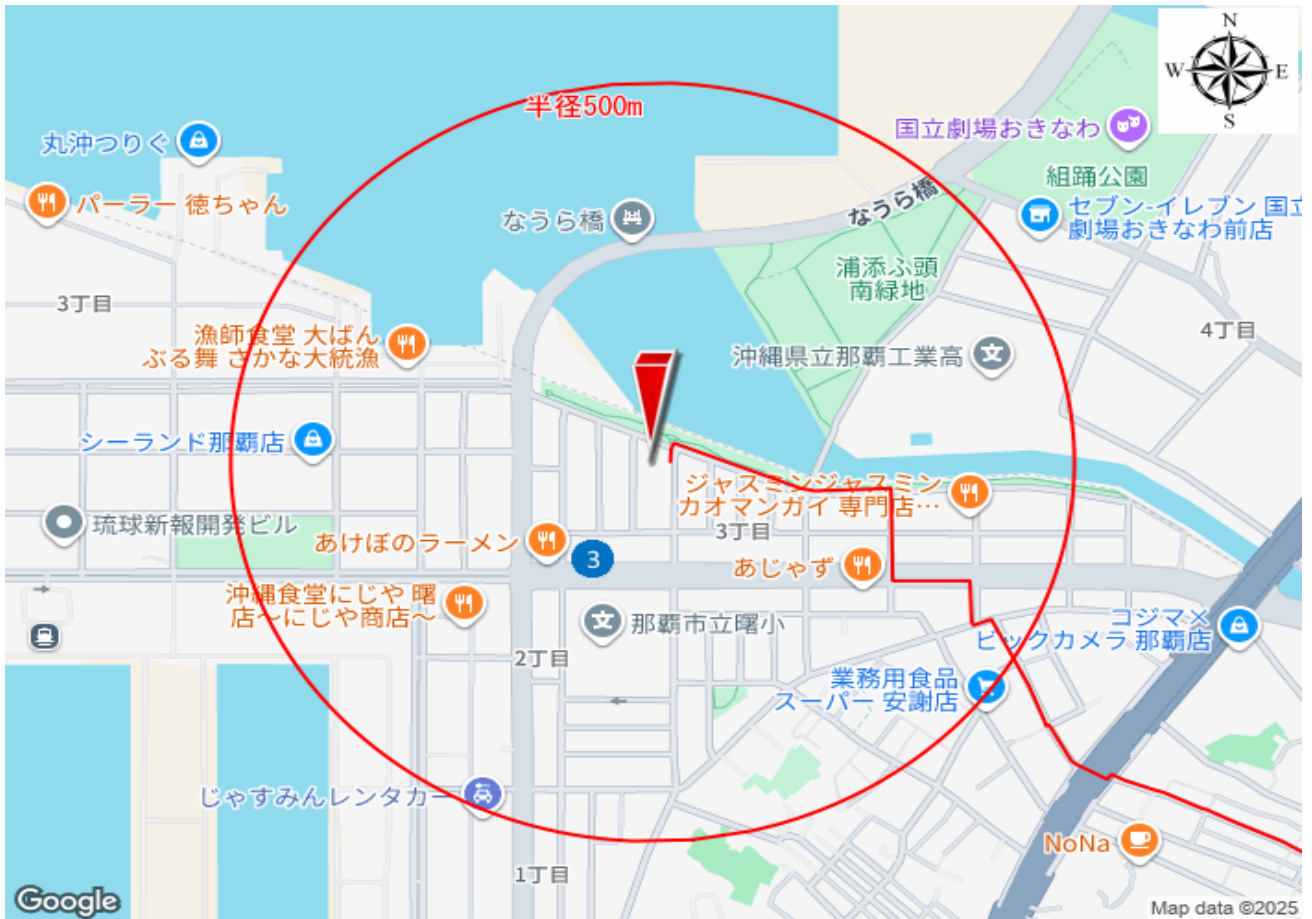 N
W
E
S
半径500m
丸沖つりぐ
国立劇場おきなわ
組踊公園
パーラー 徳ちゃん
なうら橋
なうら橋
セブン-イレブン 国立
劇場おきなわ前店
浦添ふ頭
南緑地
3丁目
4丁目
漁師食堂 大ばん
ぶる舞 さかな大統漁
沖縄県立那覇工業高
シーランド那覇店
ジャスミンジャスミン
カオマンガイ 専門店…
琉球新報開発ビル
3丁目
あけぼのラーメン
3
あじゃず
沖縄食堂にじや 曙
店〜にじや商店〜
那覇市立曙小
コジマ×
ビックカメラ 那覇店
2丁目
業務用食品
スーパー 安謝店
じゃすみんレンタカー
NoNa
1丁目
Google
Map data ©2025